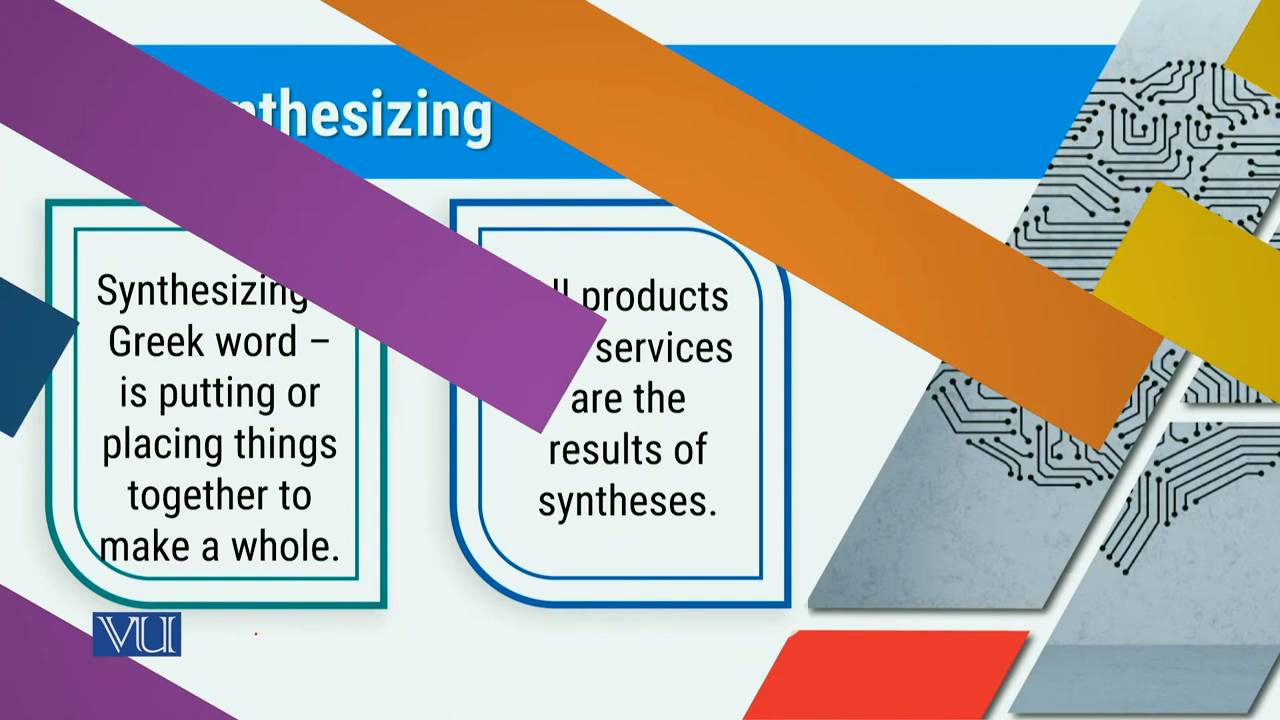 nthesizing
Synthesizing
Greek word –
is putting or
placing things
together to
make a whole.
products
services
are the
results of
syntheses.
VU